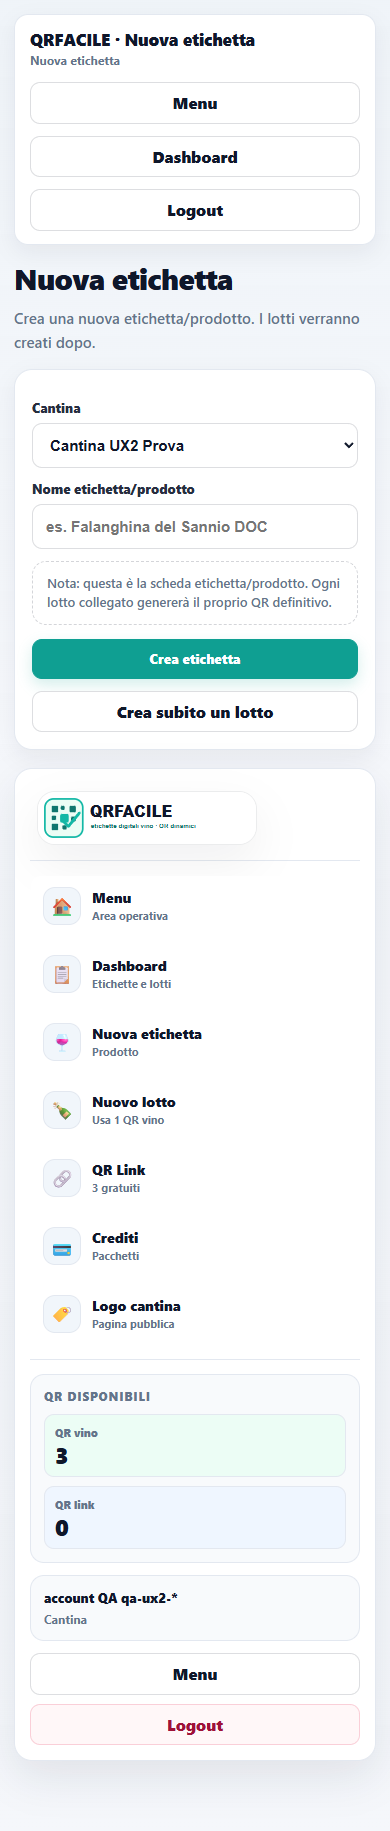 QRFACILE · Nuova etichetta
Nuova etichetta
Menu
Dashboard
Logout
Nuova etichetta
Crea una nuova etichetta/prodotto. I lotti verranno
creati dopo.
Cantina
Cantina UX2 Prova
Nome etichetta/prodotto
es. Falanghina del Sannio DOC
Nota: questa è la scheda etichetta/prodotto. Ogni
lotto collegato genererà il proprio QR definitivo.
Crea etichetta
Crea subito un lotto
QRFACILE
etichette digitali vino · QR dinamici
Menu
Area operativa
Dashboard
Etichette e lotti
Nuova etichetta
Prodotto
Nuovo lotto
Usa 1 QR vino
QR Link
3 gratuiti
Crediti
Pacchetti
Logo cantina
Pagina pubblica
QR DISPONIBILI
QR vino
3
QR link
0
account QA qa-ux2-*
Cantina
Menu
Logout